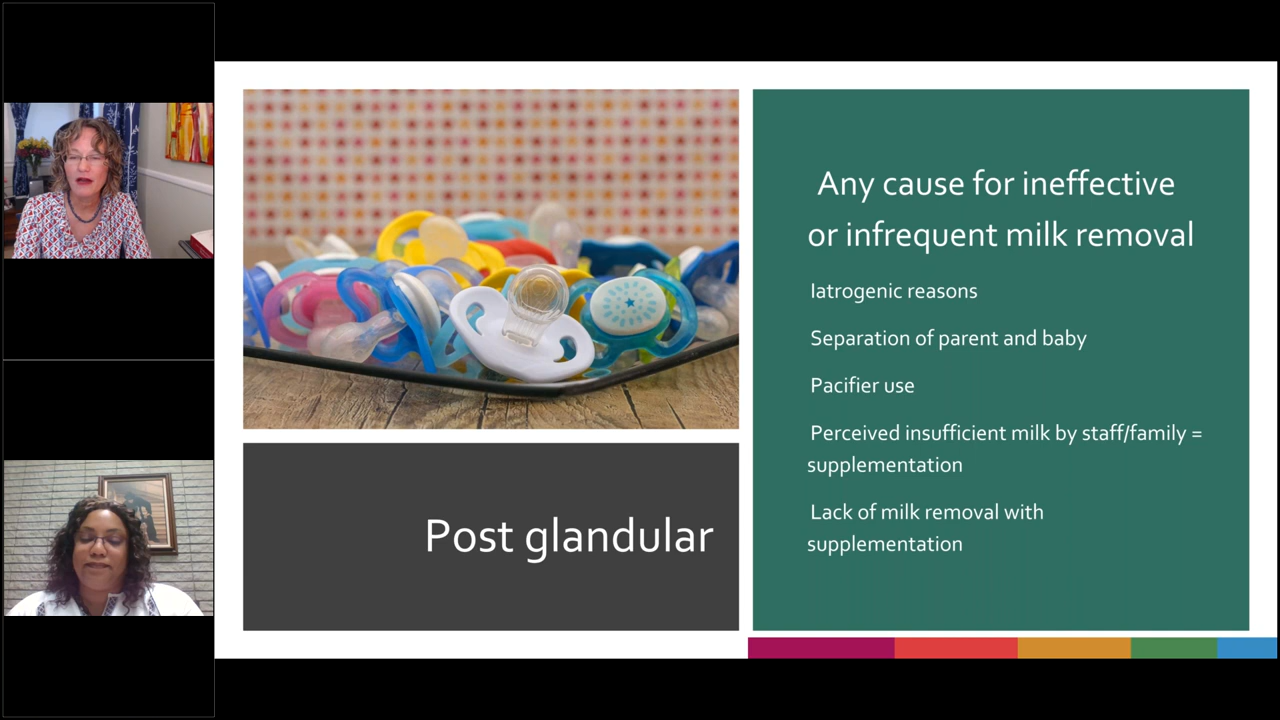 Any cause for ineffective
or infrequent milk removal
Iatrogenic reasons
Separation of parent and baby
Pacifier use
Perceived insufficient milk by staff/family =
supplementation
Lack of milk removal with
supplementation
Post glandular